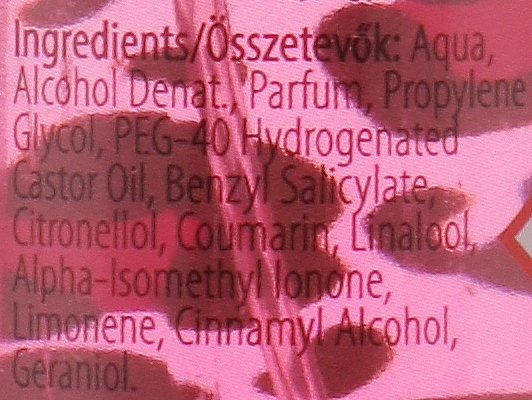 Ingredients/Összetevők: Aqua,
Alcohol Denat., Parfum, Propylene
Glycol, PEG-40 Hydrogenated
Castor Oil, Benzyl Salicylate,
Citronellol, Coumarin, Linalool,
Alpha-Isomethyl Ionone,
Limonene, Cinnamyl Alcohol,
Geraniol.